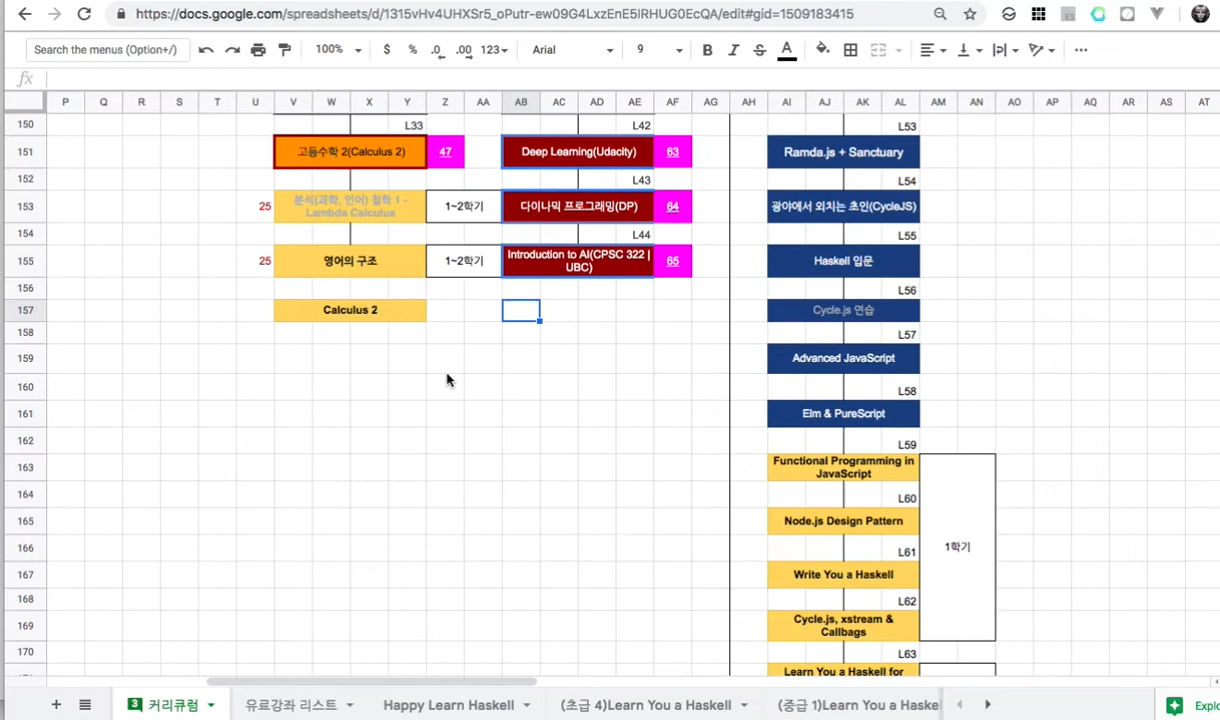 https://docs.google.com/spreadsheets/d/1315vHv4UHXSr5_oPutr-ew09G4LxzEnE5IRHUG0EcQA/edit#gid=1509183415
Search the menus (Option+/) 100% $ % .0 .00 123 Arial 9 B I S A
fx
P Q R S T U V W X Y Z AA AB AC AD AE AF AG AH AI AJ AK AL AM AN AO AP AQ AR AS AT
150 L33 L42 L53
151 고등수학 2(Calculus 2) 47 Deep Learning(Udacity) 63 Ramda.js + Sanctuary
152 L43 L54
153 25 분석(과학, 언어) 철학 1 - Lambda Calculus 1~2학기 다이나믹 프로그래밍(DP) 64 광야에서 외치는 초인(CycleJS)
154 L44 L55
155 25 영어의 구조 1~2학기 Introduction to AI(CPSC 322 | UBC) 65 Haskell 입문
156 L56
157 Calculus 2 Cycle.js 연습
158 L57
159 Advanced JavaScript
160 L58
161 Elm & PureScript
162 L59
163 Functional Programming in JavaScript
164 L60
165 Node.js Design Pattern
166 L61 1학기
167 Write You a Haskell
168 L62
169 Cycle.js, xstream & Callbags
170 L63
Learn You a Haskell for
3 커리큘럼 유료강좌 리스트 Happy Learn Haskell (초급 4)Learn You a Haskell (중급 1)Learn You a Haske
Explo